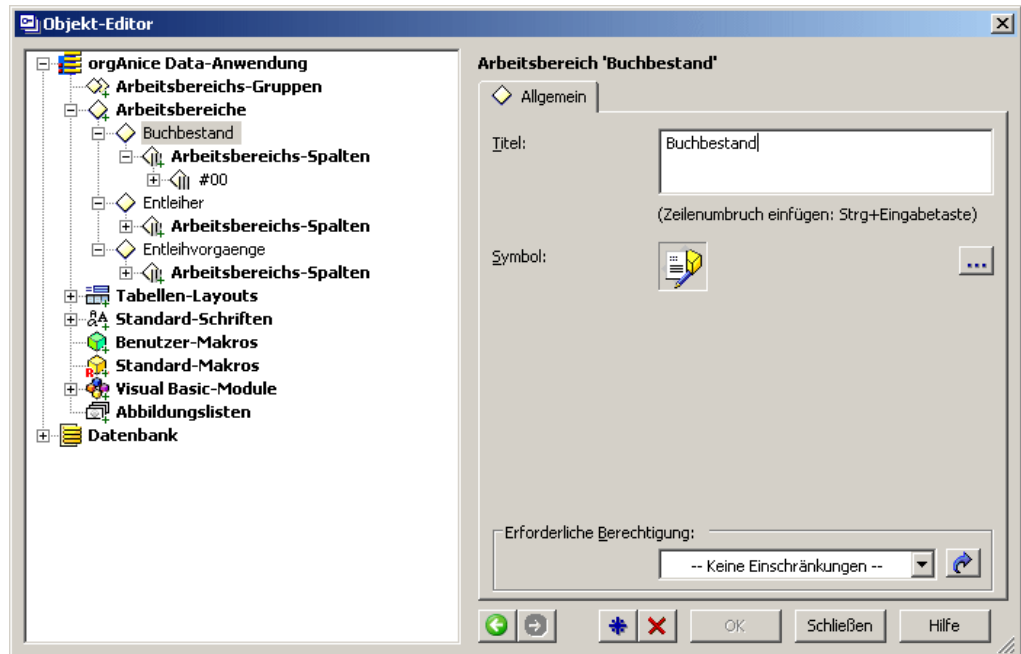 Objekt-Editor
orgAnice Data-Anwendung
Arbeitsbereichs-Gruppen
Arbeitsbereiche
Buchbestand
Arbeitsbereichs-Spalten
#00
Entleiher
Arbeitsbereichs-Spalten
Entleihvorgaenge
Arbeitsbereichs-Spalten
Tabellen-Layouts
Standard-Schriften
Benutzer-Makros
Standard-Makros
Visual Basic-Module
Abbildungslisten
Datenbank
Arbeitsbereich 'Buchbestand'
Allgemein
Titel:
Buchbestand
(Zeilenumbruch einfügen: Strg+Eingabetaste)
Symbol:
...
Erforderliche Berechtigung:
-- Keine Einschränkungen --
OK
Schließen
Hilfe